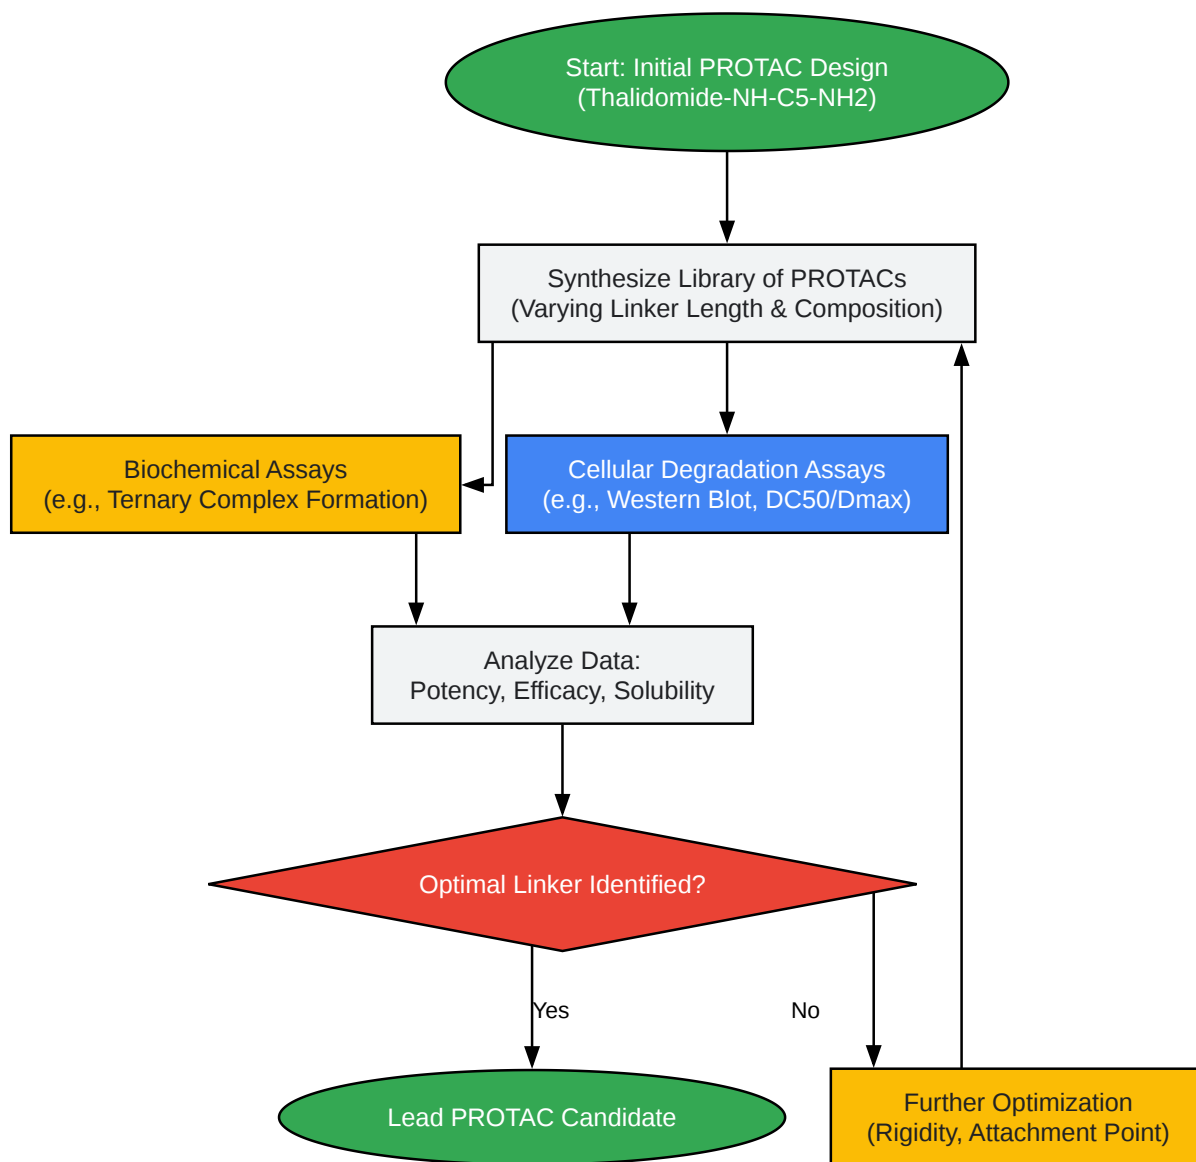 Start: Initial PROTAC Design
(Thalidomide-NH-C5-NH2)
Synthesize Library of PROTACs
(Varying Linker Length & Composition)
Biochemical Assays
(e.g., Ternary Complex Formation)
Cellular Degradation Assays
(e.g., Western Blot, DC50/Dmax)
Analyze Data:
Potency, Efficacy, Solubility
Optimal Linker Identified?
Yes
No
Lead PROTAC Candidate
Further Optimization
(Rigidity, Attachment Point)